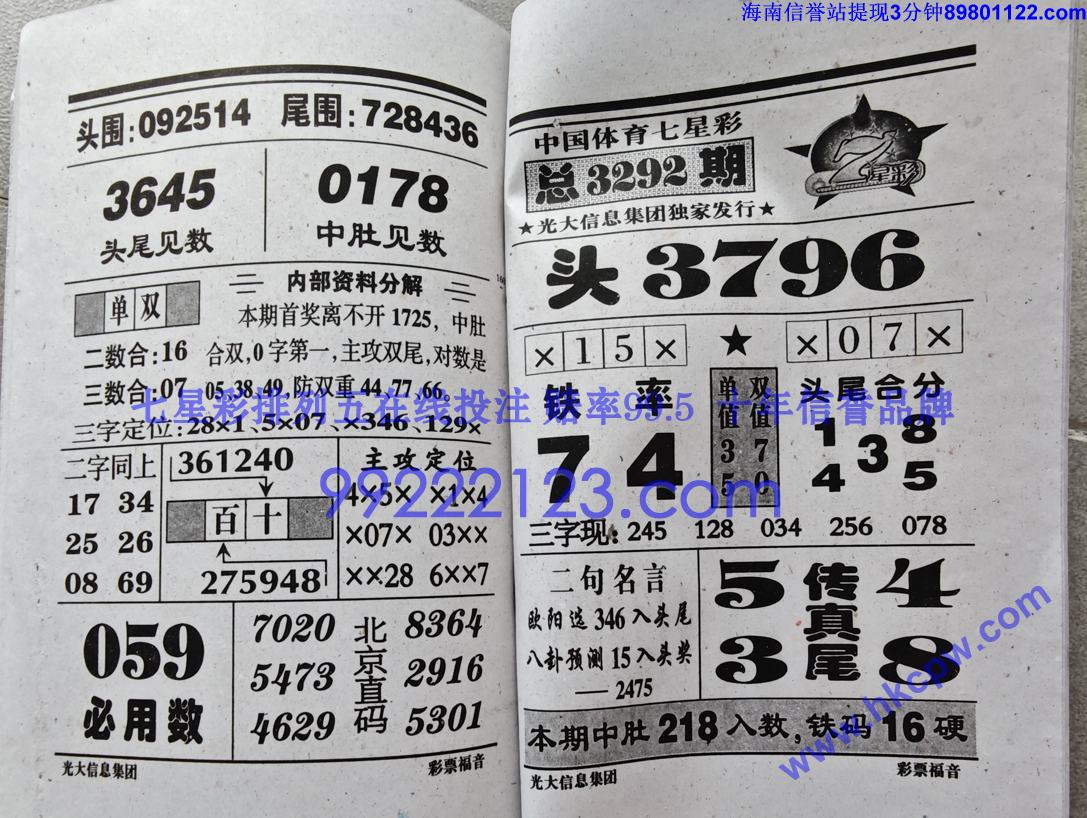 海南信誉站提现3分钟89801122.com
头围:092514 尾围:728436
3645 0178
头尾见数 中肚见数
单双
二数合:16
三数合:07
内部资料分解
本期首奖离不开1725，中肚
合双,0字第一,主攻双尾,对数是
05,38,49,防双重44,77,66。
三字定位:28×1、5×07、×346、129×
二字同上
17 34
25 26
08 69
361240
百十
275948
主攻定位
4×5× ×1×4
×07× 03××
××28 6××7
059
必用数
7020
5473
4629
北京直码
8364
2916
5301
光大信息集团 彩票福音
中国体育七星彩
总3292期
7星彩
★光大信息集团独家发行★
头3796
×15× ★ ×07×
铁率
74
单值375
双值70
头尾合分
1 8
3
4 5
三字现: 245 128 034 256 078
二句名言
欧阳选346入头尾
八卦预测15入头奖
——2475
5 4
传真尾
3 8
本期中肚218入数,铁码16硬
光大信息集团 彩票福音
七星彩排列五在线投注 赔率9 .5 十年信誉品牌
99222123.com
www.hkcpw.com